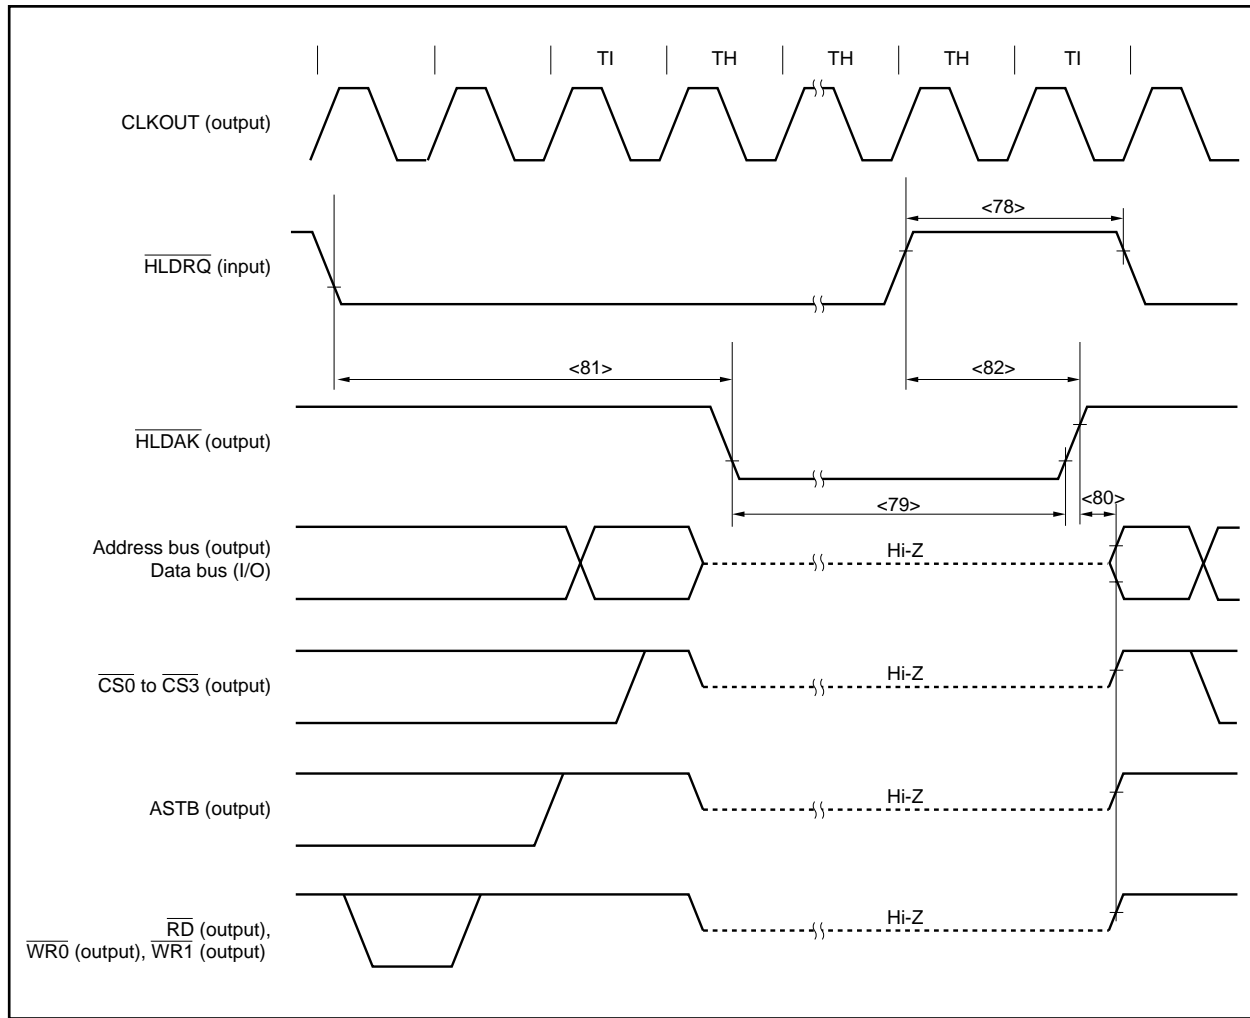 TI TH TH TH TI
CLKOUT (output)
<78>
HLDRQ (input)
<81> <82>
HLDAK (output)
<79> <80>
Address bus (output)
Data bus (I/O)
Hi-Z
CS0 to CS3 (output)
Hi-Z
ASTB (output)
Hi-Z
RD (output),
WR0 (output), WR1 (output)
Hi-Z